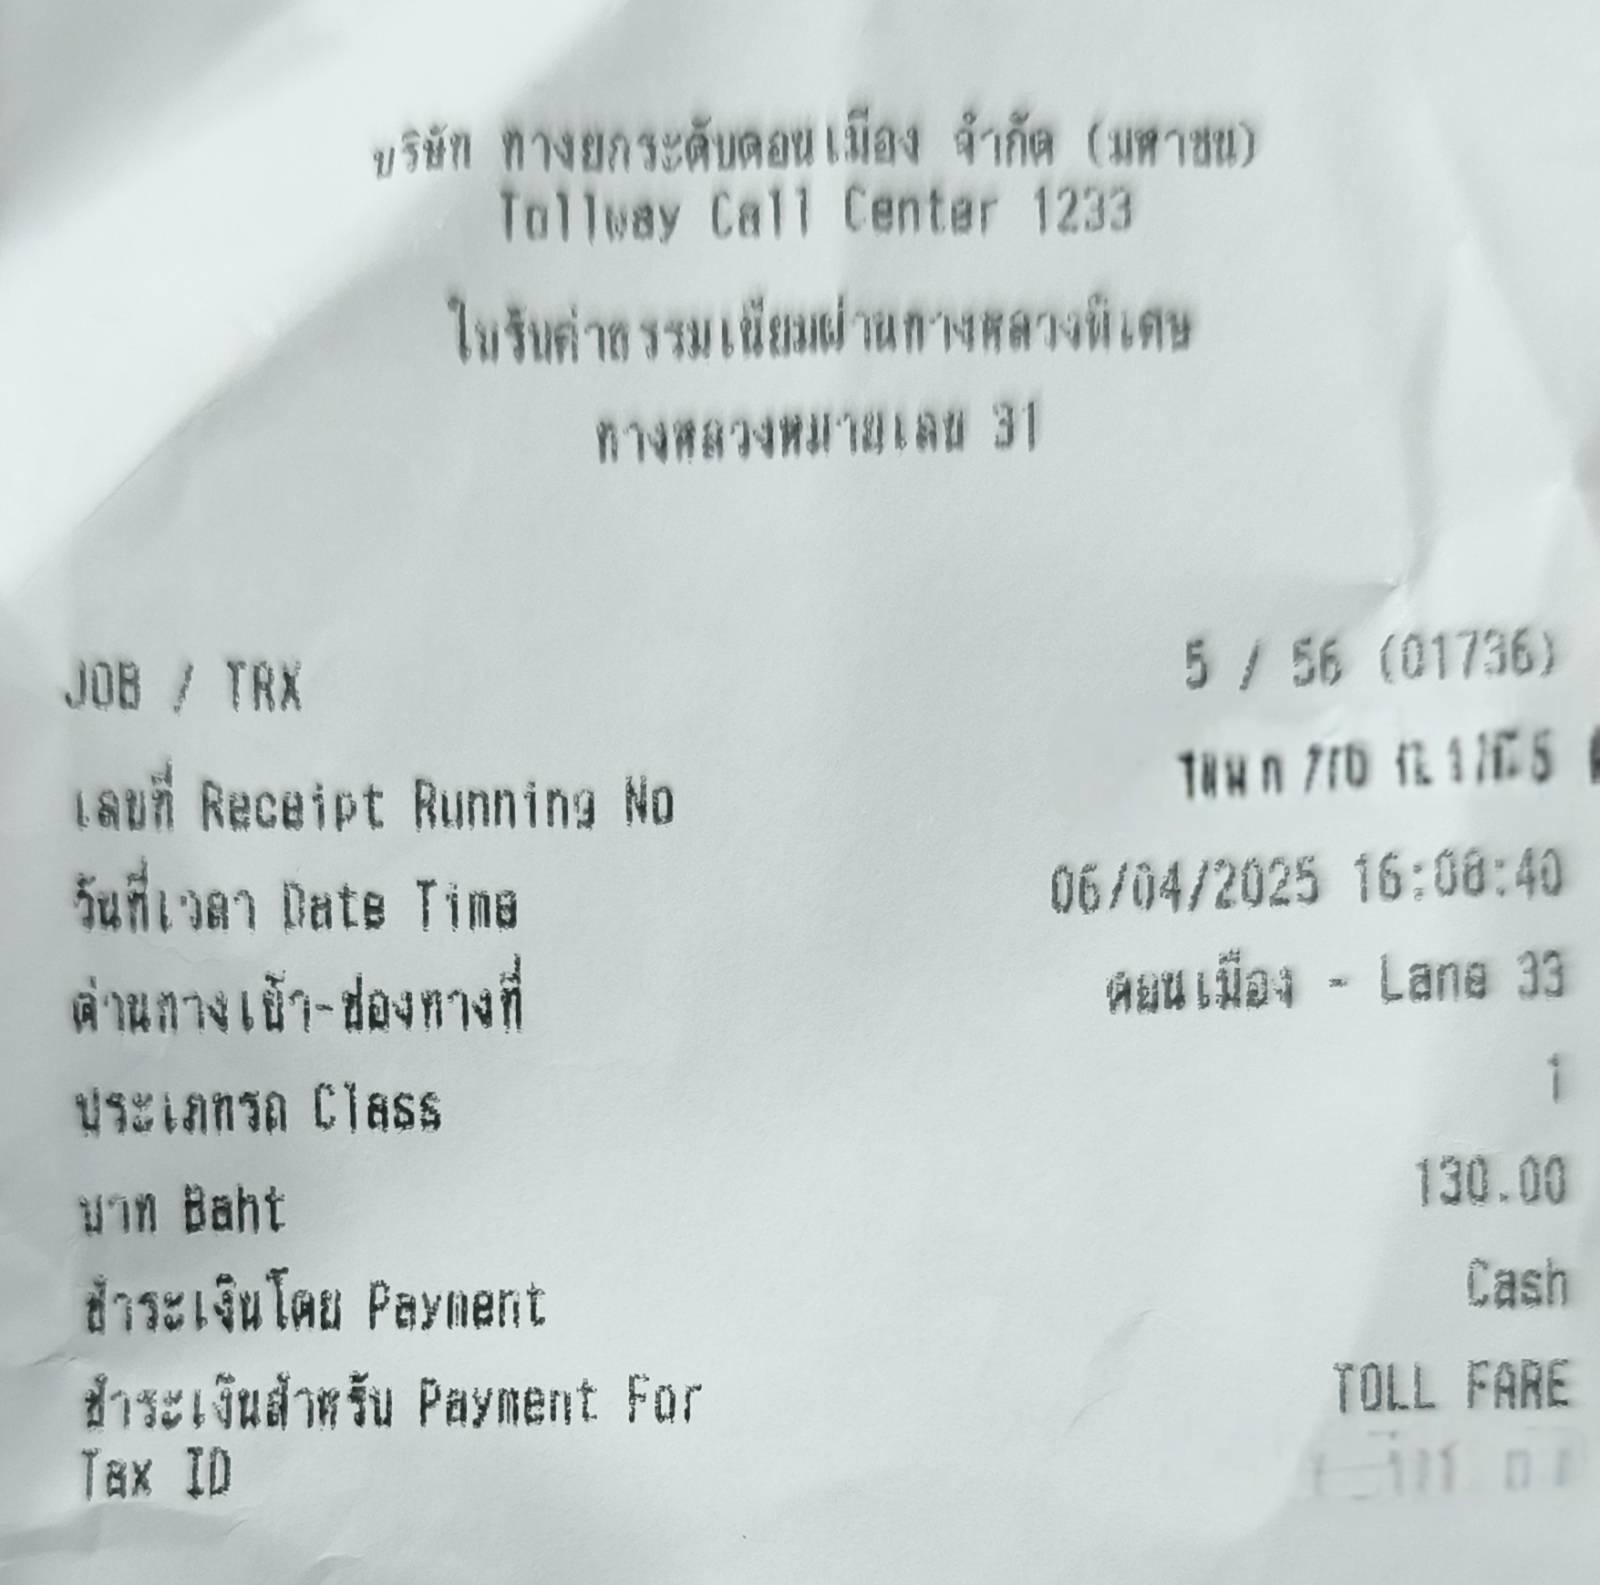 บริษัท ทางยกระดับดอนเมือง จำกัด (มหาชน)
Tollway Call Center 1233
ใบรับค่าธรรมเนียมผ่านทางหลวงพิเศษ
ทางหลวงหมายเลข 31
JOB / TRX 5 / 56 (01736)
เลขที่ Receipt Running No
วันที่เวลา Date Time 06/04/2025 16:08:40
ด่านทางเข้า-ช่องทางที่ ดอนเมือง - Lane 33
ประเภทรถ Class 1
บาท Baht 130.00
ชำระเงินโดย Payment Cash
ชำระเงินสำหรับ Payment For TOLL FARE
Tax ID